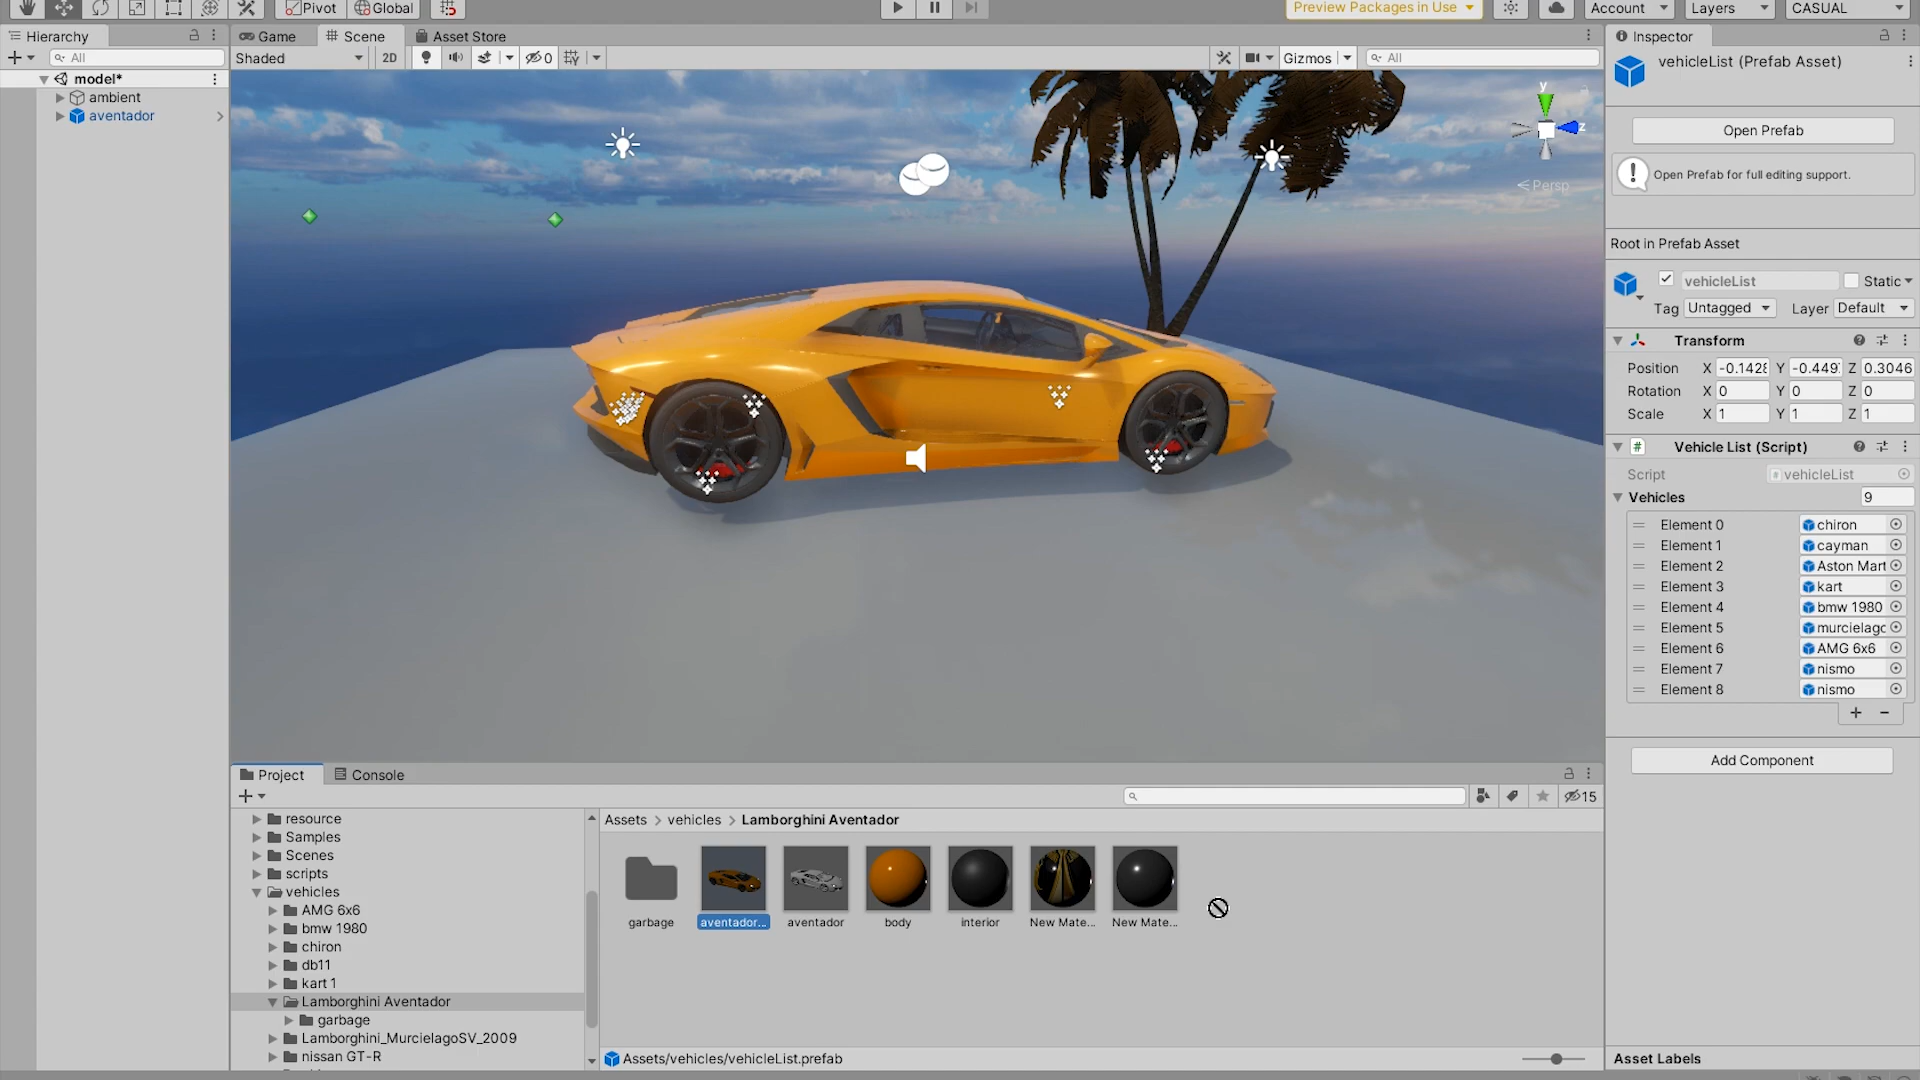 Pivot
Global
Preview Packages in Use
Account
Layers
CASUAL
Hierarchy
Game
Scene
Asset Store
Inspector
All
Shaded
2D
0
Gizmos
All
model*
ambient
aventador
vehicleList (Prefab Asset)
Open Prefab
Open Prefab for full editing support.
y
z
Persp
Root in Prefab Asset
vehicleList
Static
Tag Untagged
Layer Default
Transform
Position X -0.1428 Y -0.449 Z 0.3046
Rotation X 0 Y 0 Z 0
Scale X 1 Y 1 Z 1
# Vehicle List (Script)
Script vehicleList
Vehicles 9
Element 0 chiron
Element 1 cayman
Element 2 Aston Mart
Element 3 kart
Element 4 bmw 1980
Element 5 murcielago
Element 6 AMG 6x6
Element 7 nismo
Element 8 nismo
+ −
Add Component
Project
Console
15
resource
Samples
Scenes
scripts
vehicles
AMG 6x6
bmw 1980
chiron
db11
kart 1
Lamborghini Aventador
garbage
Lamborghini_MurcielagoSV_2009
nissan GT-R
Assets > vehicles > Lamborghini Aventador
garbage
aventador...
aventador
body
interior
New Mate...
New Mate...
Assets/vehicles/vehicleList.prefab
Asset Labels